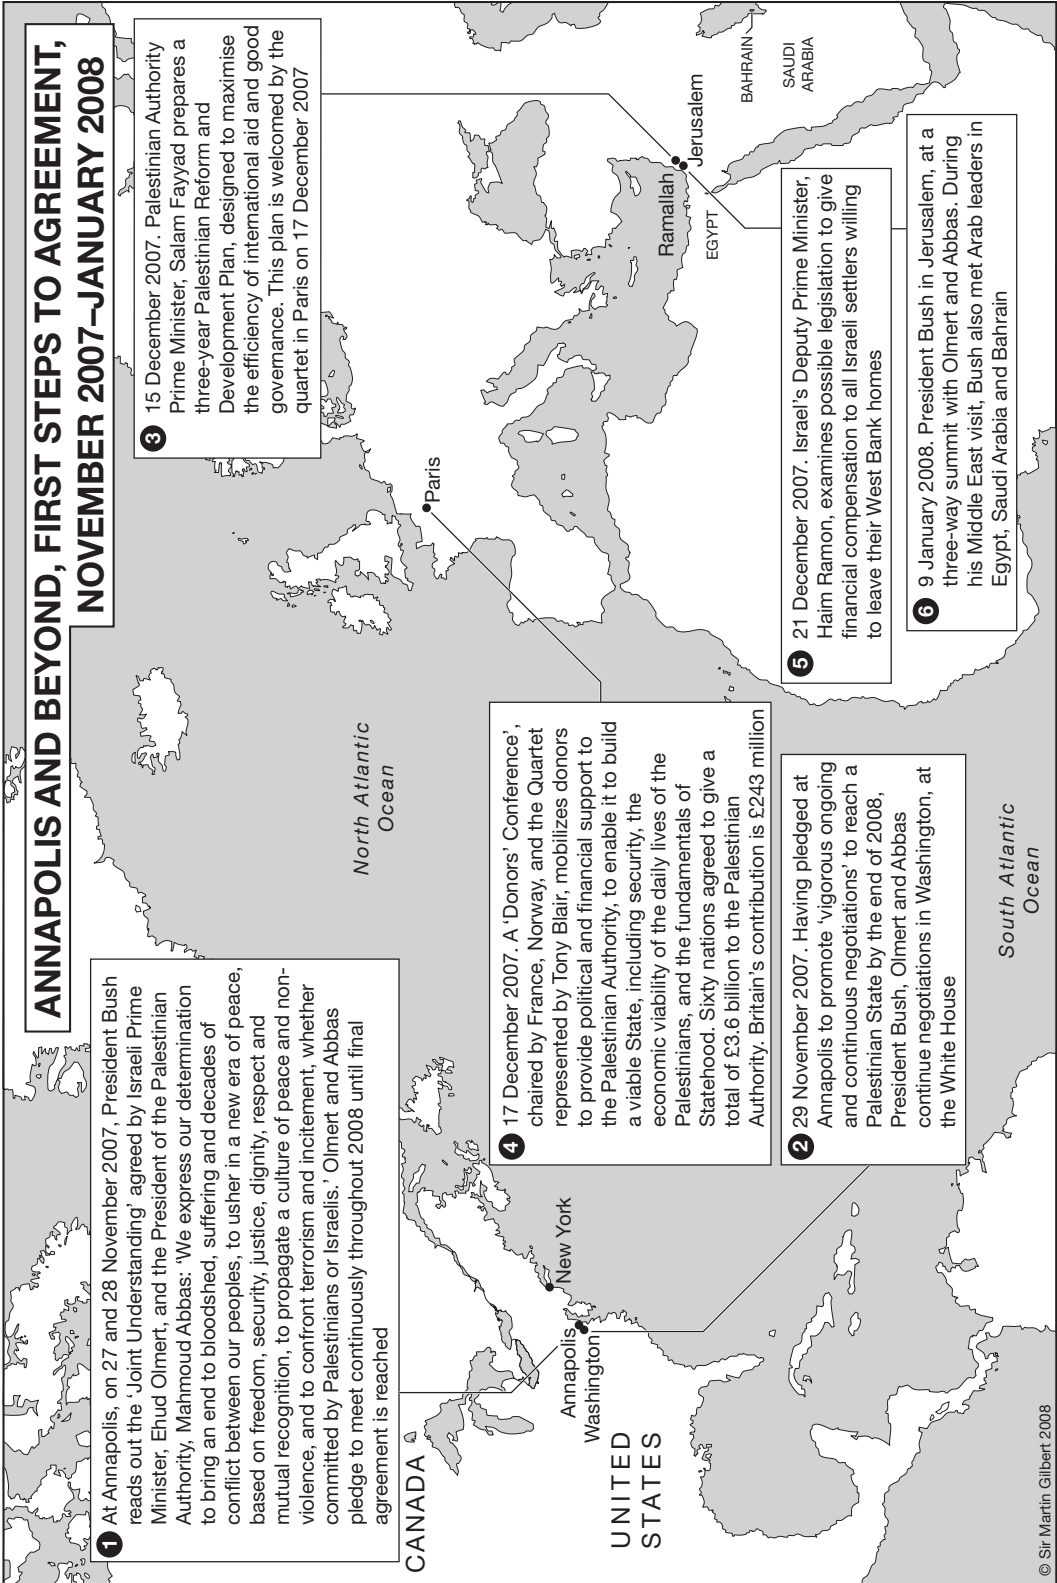 ANNAPOLIS AND BEYOND, FIRST STEPS TO AGREEMENT,
NOVEMBER 2007–JANUARY 2008
1 At Annapolis, on 27 and 28 November 2007, President Bush
reads out the 'Joint Understanding' agreed by Israeli Prime
Minister, Ehud Olmert, and the President of the Palestinian
Authority, Mahmoud Abbas: 'We express our determination
to bring an end to bloodshed, suffering and decades of
conflict between our peoples, to usher in a new era of peace,
based on freedom, security, justice, dignity, respect and
mutual recognition, to propagate a culture of peace and non-
violence, and to confront terrorism and incitement, whether
committed by Palestinians or Israelis.' Olmert and Abbas
pledge to meet continuously throughout 2008 until final
agreement is reached
3 15 December 2007. Palestinian Authority
Prime Minister, Salam Fayyad prepares a
three-year Palestinian Reform and
Development Plan, designed to maximise
the efficiency of international aid and good
governance. This plan is welcomed by the
quartet in Paris on 17 December 2007
North Atlantic
Ocean
Paris
CANADA
UNITED
STATES
Annapolis
Washington
New York
4 17 December 2007. A 'Donors' Conference',
chaired by France, Norway, and the Quartet
represented by Tony Blair, mobilizes donors
to provide political and financial support to
the Palestinian Authority, to enable it to build
a viable State, including security, the
economic viability of the daily lives of the
Palestinians, and the fundamentals of
Statehood. Sixty nations agreed to give a
total of £3.6 billion to the Palestinian
Authority. Britain's contribution is £243 million
Ramallah
Jerusalem
EGYPT
BAHRAIN
SAUDI
ARABIA
2 29 November 2007. Having pledged at
Annapolis to promote 'vigorous ongoing
and continuous negotiations' to reach a
Palestinian State by the end of 2008,
President Bush, Olmert and Abbas
continue negotiations in Washington, at
the White House
5 21 December 2007. Israel's Deputy Prime Minister,
Haim Ramon, examines possible legislation to give
financial compensation to all Israeli settlers willing
to leave their West Bank homes
6 9 January 2008. President Bush in Jerusalem, at a
three-way summit with Olmert and Abbas. During
his Middle East visit, Bush also met Arab leaders in
Egypt, Saudi Arabia and Bahrain
South Atlantic
Ocean
© Sir Martin Gilbert 2008